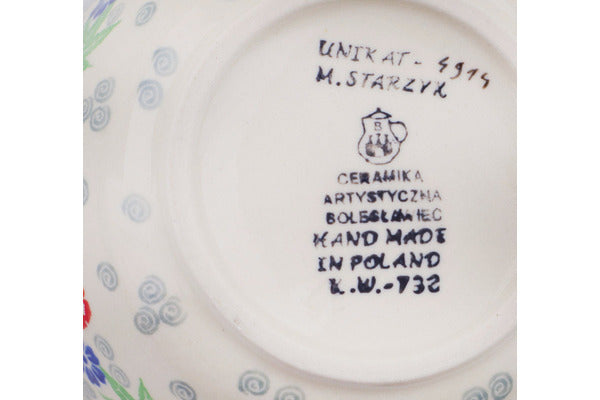 UNIKAT - 4914
M. STARZYK
B
CERAMIKA
ARTYSTYCZNA
BOLESŁAWIEC
HAND MADE
IN POLAND
K.W.-732